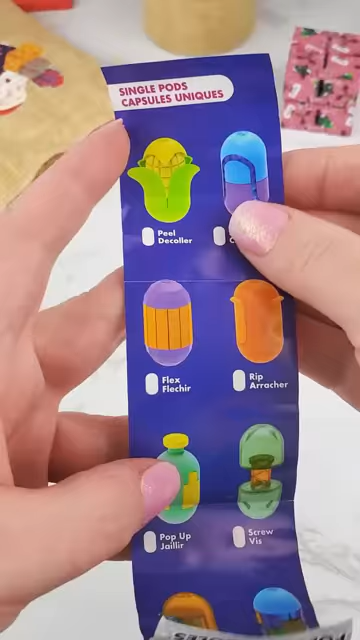 SINGLE PODS
CAPSULES UNIQUES
Peel
Decoller
Flex
Flechir
Rip
Arracher
Pop Up
Jaillir
Screw
Vis